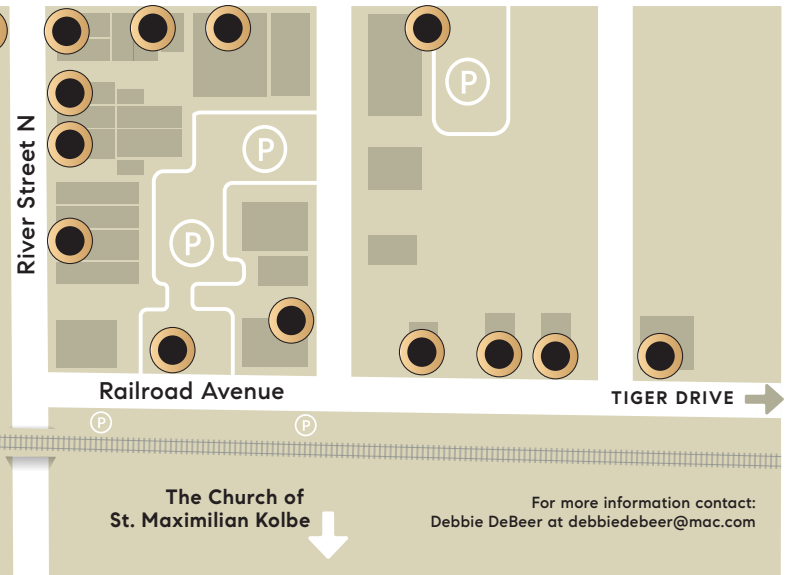 P
P
P
River Street N
Railroad Avenue
TIGER DRIVE
P
P
The Church of
St. Maximilian Kolbe
For more information contact:
Debbie DeBeer at debbiedebeer@mac.com